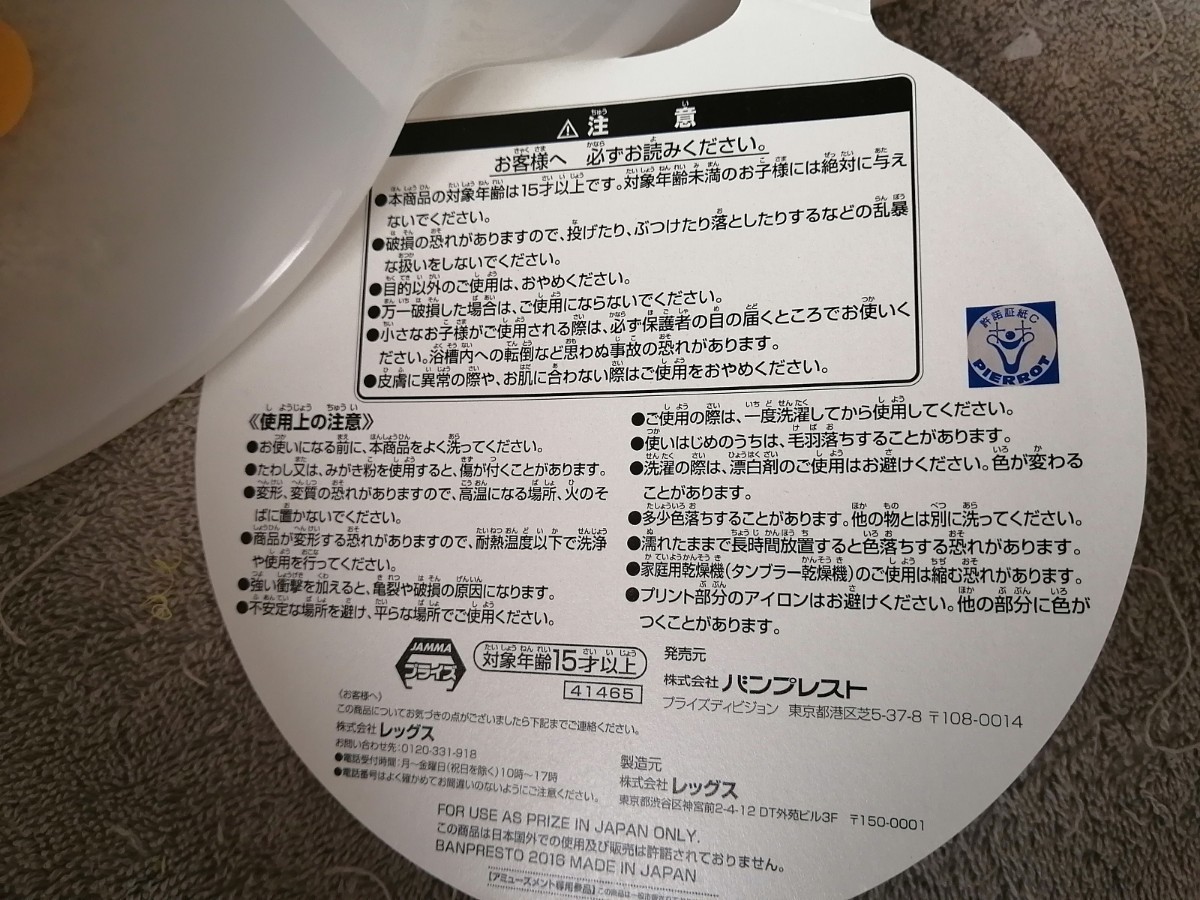 ⚠注意
お客様へ 必ずお読みください。
●本商品の対象年齢は15才以上です。対象年齢未満のお子様には絶対に与え
ないでください。
●破損の恐れがありますので、投げたり、ぶつけたり落としたりするなどの乱暴
な扱いをしないでください。
●目的以外のご使用は、おやめください。
●万一破損した場合は、ご使用にならないでください。
●小さなお子様がご使用される際は、必ず保護者の目の届くところでお使いく
ださい。浴槽内への転倒など思わぬ事故の恐れがあります。
●皮膚に異常の際や、お肌に合わない際はご使用をおやめください。
許諾証紙C
PIERROT
《使用上の注意》
●お使いになる前に、本商品をよく洗ってください。
●たわし又は、みがき粉を使用すると、傷が付くことがあります。
●変形、変質の恐れがありますので、高温になる場所、火のそ
ばに置かないでください。
●商品が変形する恐れがありますので、耐熱温度以下で洗浄
や使用を行ってください。
●強い衝撃を加えると、亀裂や破損の原因になります。
●不安定な場所を避け、平らな場所でご使用ください。
●ご使用の際は、一度洗濯してから使用してください。
●使いはじめのうちは、毛羽落ちすることがあります。
●洗濯の際は、漂白剤のご使用はお避けください。色が変わる
ことがあります。
●多少色落ちすることがあります。他の物とは別に洗ってください。
●濡れたままで長時間放置すると色落ちする恐れがあります。
●家庭用乾燥機(タンブラー乾燥機)のご使用は縮む恐れがあります。
●プリント部分のアイロンはお避けください。他の部分に色が
つくことがあります。
JAMMA
プライズ
対象年齢15才以上
41465
発売元
株式会社 バンプレスト
プライズディビジョン 東京都港区芝5-37-8 〒108-0014
〈お客様へ〉
この商品についてお気づきの点がございましたら下記までご連絡ください。
株式会社 レッグス
お問い合わせ先:0120-331-918
●電話受付時間:月〜金曜日(祝日を除く)10時〜17時
●電話番号はよく確かめてお間違いのないようにご注意ください。
製造元
株式会社 レッグス
東京都渋谷区神宮前2-4-12 DT外苑ビル3F 〒150-0001
FOR USE AS PRIZE IN JAPAN ONLY.
この商品は日本国外での使用及び販売は許諾されておりません。
BANPRESTO 2016 MADE IN JAPAN
【アミューズメント専用景品】